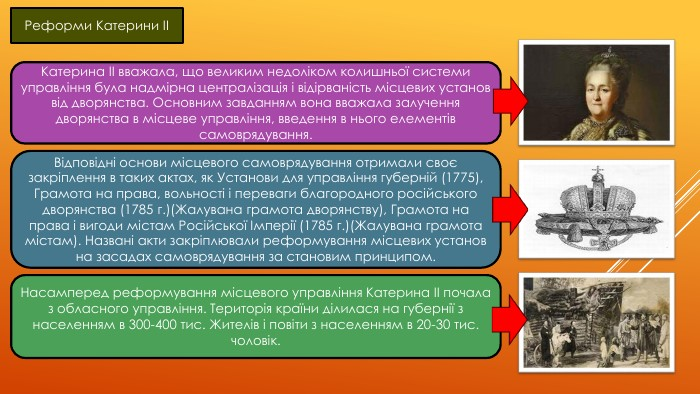 Реформи Катерини II
Катерина II вважала, що великим недоліком колишньої системи
управління була надмірна централізація і відірваність місцевих установ
від дворянства. Основним завданням вона вважала залучення
дворянства в місцеве управління, введення в нього елементів
самоврядування.
Відповідні основи місцевого самоврядування отримали своє
закріплення в таких актах, як Установи для управління губерній (1775),
Грамота на права, вольності і переваги благородного російського
дворянства (1785 г.)(Жалувана грамота дворянству), Грамота на
права і вигоди містам Російської Імперії (1785 г.)(Жалувана грамота
містам). Названі акти закріплювали реформування місцевих установ
на засадах самоврядування за становим принципом.
Насамперед реформування місцевого управління Катерина II почала
з обласного управління. Територія країни ділилася на губернії з
населенням в 300-400 тис. Жителів і повіти з населенням в 20-30 тис.
чоловік.